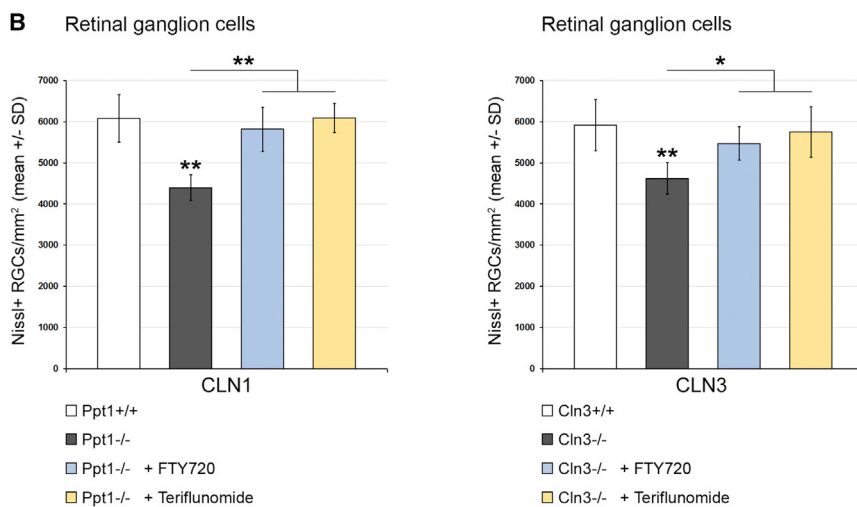 B
Retinal ganglion cells
**
7000
6000
5000
4000
3000
2000
1000
0
**
Nissl+ RGCs/mm² (mean +/- SD)
CLN1
Ppt1+/+
Ppt1-/-
Ppt1-/- + FTY720
Ppt1-/- + Teriflunomide
Retinal ganglion cells
*
7000
6000
5000
4000
3000
2000
1000
0
**
Nissl+ RGCs/mm² (mean +/- SD)
CLN3
Cln3+/+
Cln3-/-
Cln3-/- + FTY720
Cln3-/- + Teriflunomide